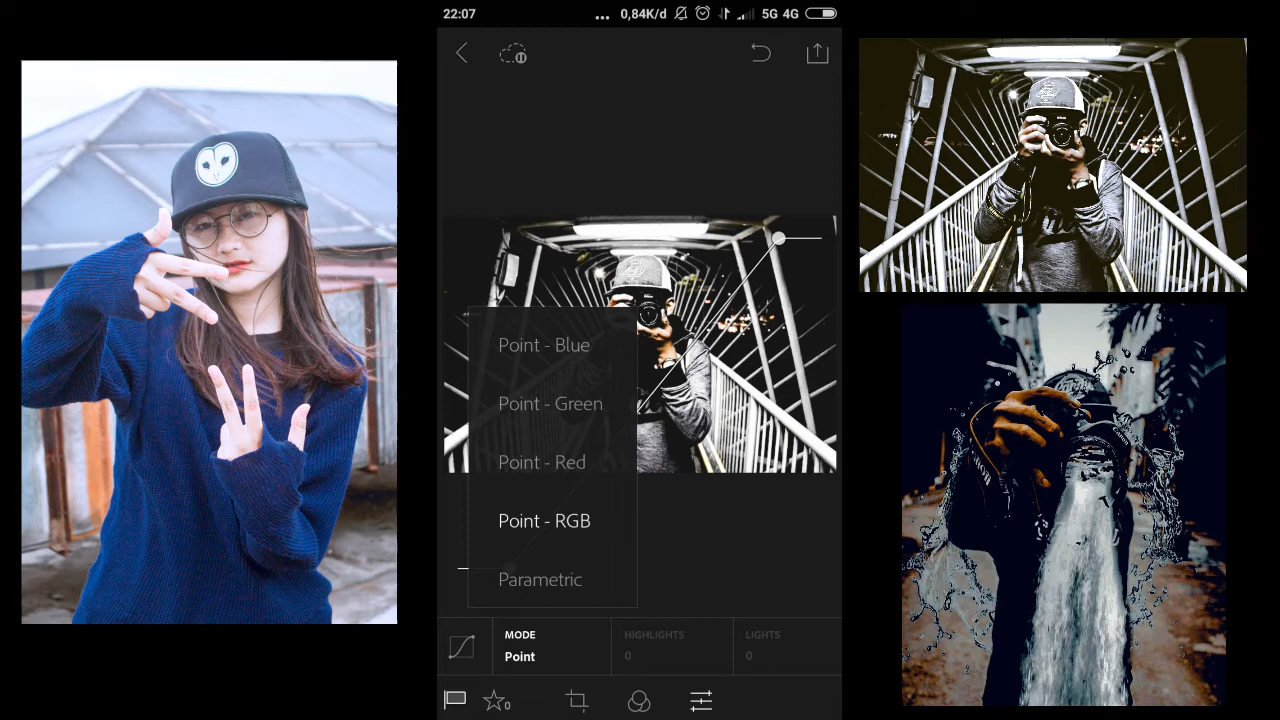 22:07
... 0,84K/d 5G 4G
Point - Blue
Point - Green
Point - Red
Point - RGB
Parametric
MODE HIGHLIGHTS LIGHTS
Point 0 0
0
Canon